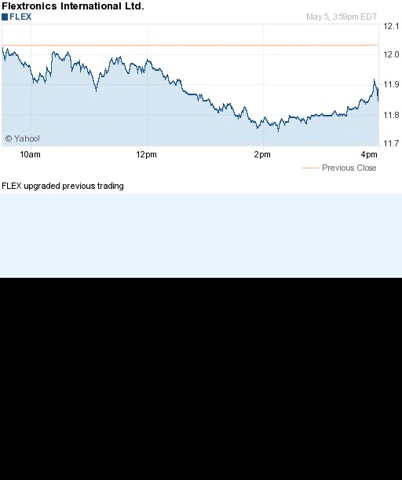 Flextronics International Ltd.
FLEX May 5, 3:59pm EDT
12.1
12.0
11.9
11.8
11.7
© Yahoo!
10am 12pm 2pm 4pm
Previous Close
FLEX upgraded previous trading